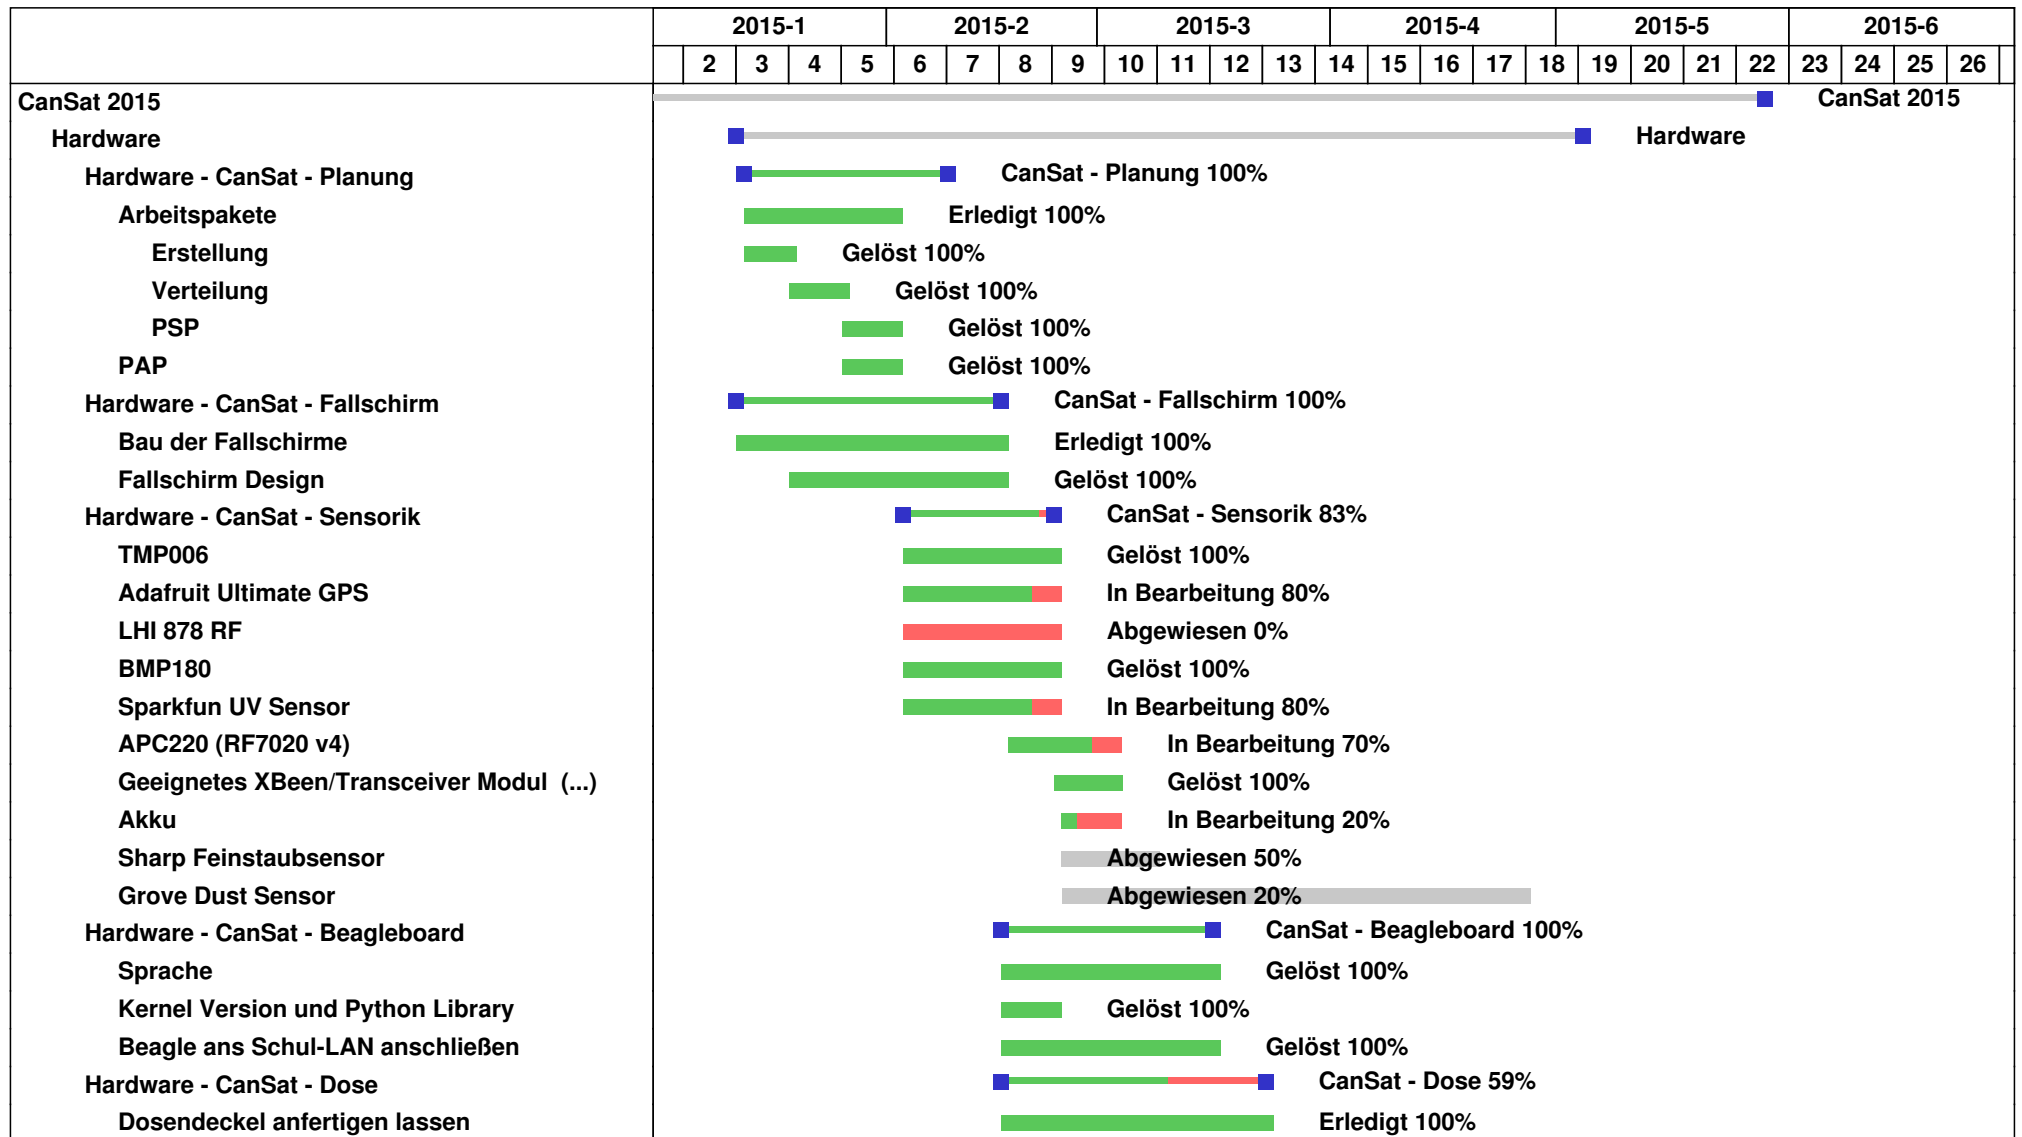 2015-1 2015-2 2015-3 2015-4 2015-5 2015-6
2 3 4 5 6 7 8 9 10 11 12 13 14 15 16 17 18 19 20 21 22 23 24 25 26
CanSat 2015 CanSat 2015
Hardware Hardware
Hardware - CanSat - Planung CanSat - Planung 100%
Arbeitspakete Erledigt 100%
Erstellung Gelöst 100%
Verteilung Gelöst 100%
PSP Gelöst 100%
PAP Gelöst 100%
Hardware - CanSat - Fallschirm CanSat - Fallschirm 100%
Bau der Fallschirme Erledigt 100%
Fallschirm Design Gelöst 100%
Hardware - CanSat - Sensorik CanSat - Sensorik 83%
TMP006 Gelöst 100%
Adafruit Ultimate GPS In Bearbeitung 80%
LHI 878 RF Abgewiesen 0%
BMP180 Gelöst 100%
Sparkfun UV Sensor In Bearbeitung 80%
APC220 (RF7020 v4) In Bearbeitung 70%
Geeignetes XBeen/Transceiver Modul (...) Gelöst 100%
Akku In Bearbeitung 20%
Sharp Feinstaubsensor Abgewiesen 50%
Grove Dust Sensor Abgewiesen 20%
Hardware - CanSat - Beagleboard CanSat - Beagleboard 100%
Sprache Gelöst 100%
Kernel Version und Python Library Gelöst 100%
Beagle ans Schul-LAN anschließen Gelöst 100%
Hardware - CanSat - Dose CanSat - Dose 59%
Dosendeckel anfertigen lassen Erledigt 100%